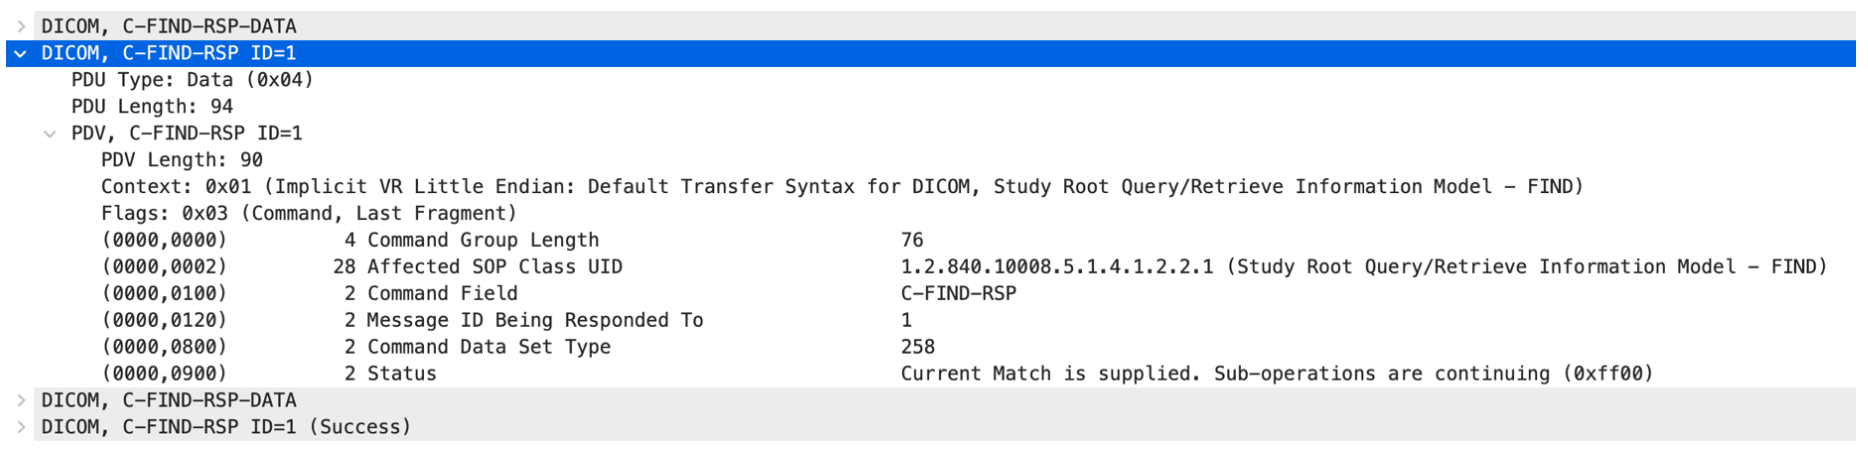 DICOM, C-FIND-RSP-DATA
DICOM, C-FIND-RSP ID=1
PDU Type: Data (0x04)
PDU Length: 94
PDV, C-FIND-RSP ID=1
PDV Length: 90
Context: 0x01 (Implicit VR Little Endian: Default Transfer Syntax for DICOM, Study Root Query/Retrieve Information Model – FIND)
Flags: 0x03 (Command, Last Fragment)
(0000,0000) 4 Command Group Length 76
(0000,0002) 28 Affected SOP Class UID 1.2.840.10008.5.1.4.1.2.2.1 (Study Root Query/Retrieve Information Model – FIND)
(0000,0100) 2 Command Field C-FIND-RSP
(0000,0120) 2 Message ID Being Responded To 1
(0000,0800) 2 Command Data Set Type 258
(0000,0900) 2 Status Current Match is supplied. Sub-operations are continuing (0xff00)
DICOM, C-FIND-RSP-DATA
DICOM, C-FIND-RSP ID=1 (Success)